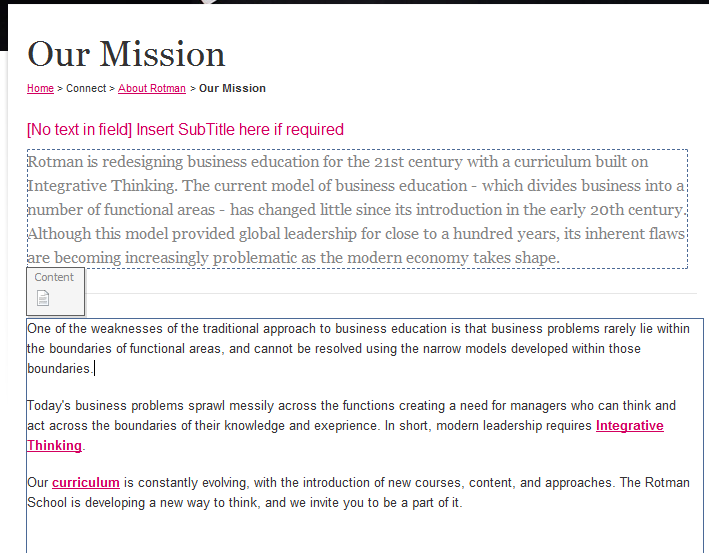 Our Mission
Home > Connect > About Rotman > Our Mission
[No text in field] Insert SubTitle here if required
Rotman is redesigning business education for the 21st century with a curriculum built on
Integrative Thinking. The current model of business education - which divides business into a
number of functional areas - has changed little since its introduction in the early 20th century.
Although this model provided global leadership for close to a hundred years, its inherent flaws
are becoming increasingly problematic as the modern economy takes shape.
Content
One of the weaknesses of the traditional approach to business education is that business problems rarely lie within
the boundaries of functional areas, and cannot be resolved using the narrow models developed within those
boundaries.
Today's business problems sprawl messily across the functions creating a need for managers who can think and
act across the boundaries of their knowledge and exeprience. In short, modern leadership requires Integrative
Thinking.
Our curriculum is constantly evolving, with the introduction of new courses, content, and approaches. The Rotman
School is developing a new way to think, and we invite you to be a part of it.